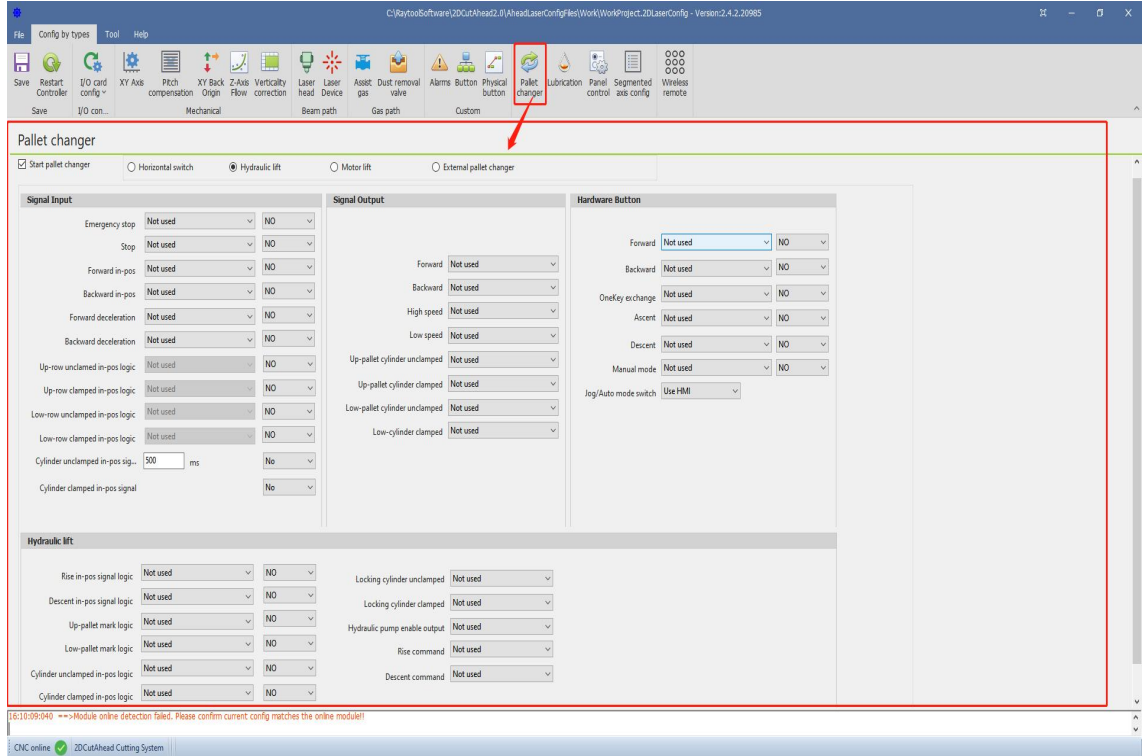 C:\RaytoolSoftware\2DCutAhead2.0\AheadLaserConfigFiles\Work\WorkProject.2DLaserConfig - Version:2.4.2.20985
File Config by types Tool Help
Save Restart Controller I/O card config XY Axis Pitch compensation XY Back Origin Z-Axis Flow Verticality correction Laser head Laser Device Assist gas Dust removal valve Alarms Button Physical button Pallet changer Lubrication Panel control Segmented axis config Wireless remote
Save I/O con... Mechanical Beam path Gas path Custom
Pallet changer
Start pallet changer Horizontal switch Hydraulic lift Motor lift External pallet changer
Signal Input
Emergency stop Not used NO
Stop Not used NO
Forward in-pos Not used NO
Backward in-pos Not used NO
Forward deceleration Not used NO
Backward deceleration Not used NO
Up-row unclamed in-pos logic Not used NO
Up-row clamped in-pos logic Not used NO
Low-row unclamped in-pos logic Not used NO
Low-row clamped in-pos logic Not used NO
Cylinder unclamped in-pos sig... 500 ms No
Cylinder clamped in-pos signal No
Signal Output
Forward Not used
Backward Not used
High speed Not used
Low speed Not used
Up-pallet cylinder unclamped Not used
Up-pallet cylinder clamped Not used
Low-pallet cylinder unclamped Not used
Low-cylinder clamped Not used
Hardware Button
Forward Not used NO
Backward Not used NO
OneKey exchange Not used NO
Ascent Not used NO
Descent Not used NO
Manual mode Not used NO
Jog/Auto mode switch Use HMI
Hydraulic lift
Rise in-pos signal logic Not used NO
Descent in-pos signal logic Not used NO
Up-pallet mark logic Not used NO
Low-pallet mark logic Not used NO
Cylinder unclamped in-pos logic Not used NO
Cylinder clamped in-pos logic Not used NO
Locking cylinder unclamped Not used
Locking cylinder clamped Not used
Hydraulic pump enable output Not used
Rise command Not used
Descent command Not used
16:10:09:040 ==>Module online detection failed. Please confirm current config matches the online module!!
CNC online 2DCutAhead Cutting System